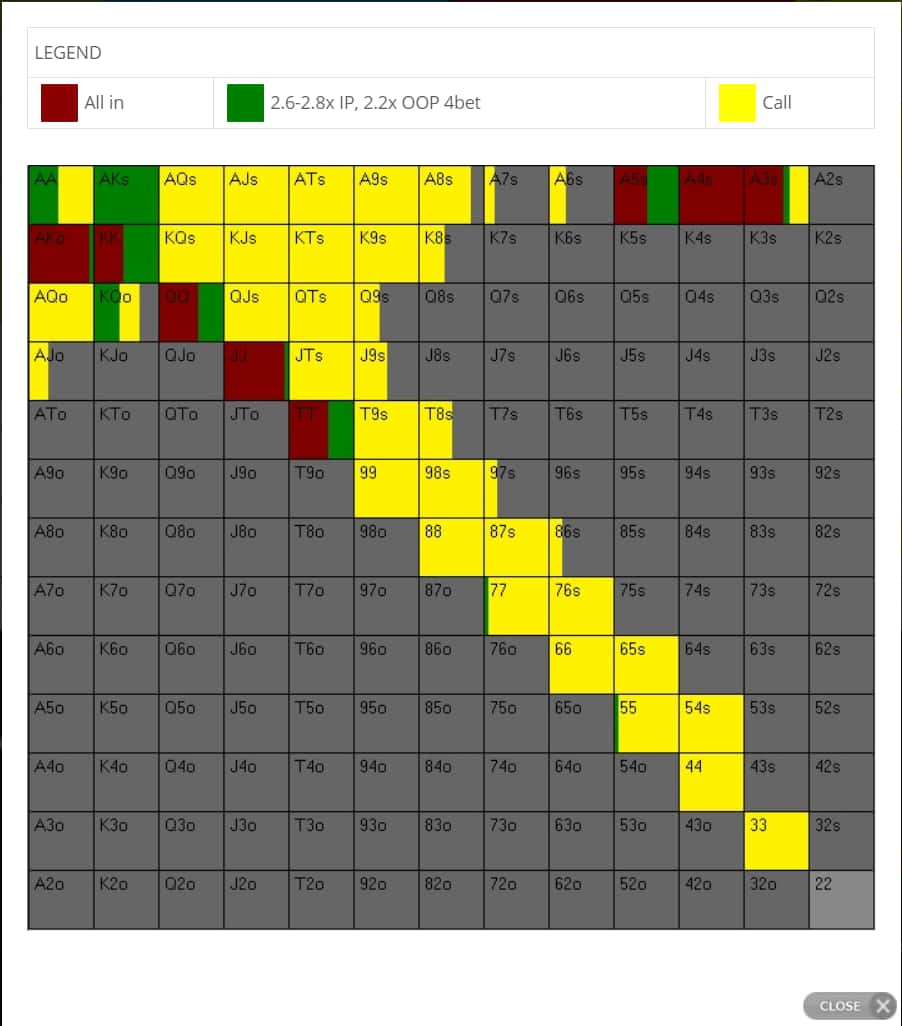 LEGEND
All in 2.6-2.8x IP, 2.2x OOP 4bet Call
AA AKs AQs AJs ATs A9s A8s A7s A6s A5s A4s A3s A2s
AKo KK KQs KJs KTs K9s K8s K7s K6s K5s K4s K3s K2s
AQo KQo QQ QJs QTs Q9s Q8s Q7s Q6s Q5s Q4s Q3s Q2s
AJo KJo QJo JJ JTs J9s J8s J7s J6s J5s J4s J3s J2s
ATo KTo QTo JTo TT T9s T8s T7s T6s T5s T4s T3s T2s
A9o K9o Q9o J9o T9o 99 98s 97s 96s 95s 94s 93s 92s
A8o K8o Q8o J8o T8o 98o 88 87s 86s 85s 84s 83s 82s
A7o K7o Q7o J7o T7o 97o 87o 77 76s 75s 74s 73s 72s
A6o K6o Q6o J6o T6o 96o 86o 76o 66 65s 64s 63s 62s
A5o K5o Q5o J5o T5o 95o 85o 75o 65o 55 54s 53s 52s
A4o K4o Q4o J4o T4o 94o 84o 74o 64o 54o 44 43s 42s
A3o K3o Q3o J3o T3o 93o 83o 73o 63o 53o 43o 33 32s
A2o K2o Q2o J2o T2o 92o 82o 72o 62o 52o 42o 32o 22
CLOSE